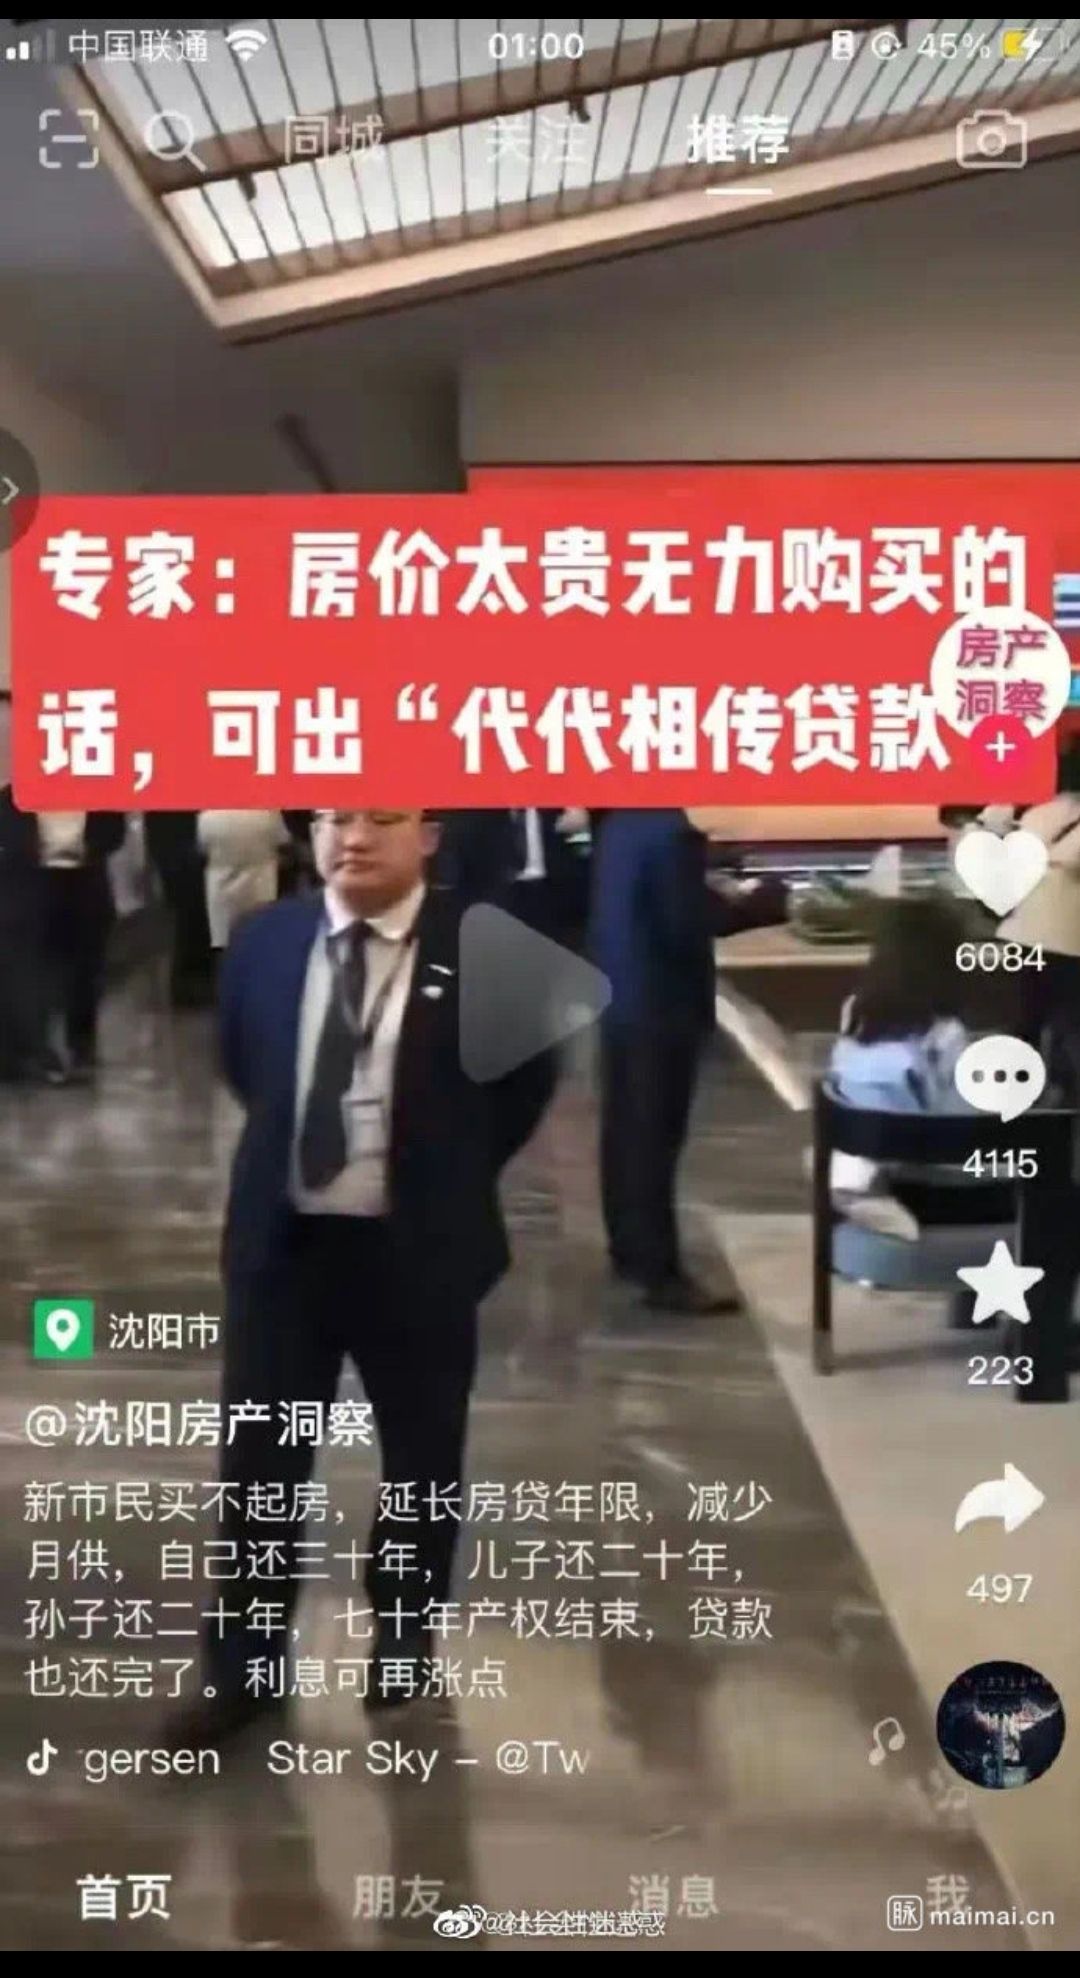 中国联通
01:00
45%
同城
关注
推荐
专家：房价太贵无力购买的
话，可出“代代相传贷款
房产
洞察
6084
4115
沈阳市
223
@沈阳房产洞察
新市民买不起房，延长房贷年限，减少
月供，自己还三十年，儿子还二十年，
孙子还二十年，七十年产权结束，贷款
也还完了。利息可再涨点
497
gersen Star Sky – @Tw
首页
朋友
消息
我
脉 maimai.cn